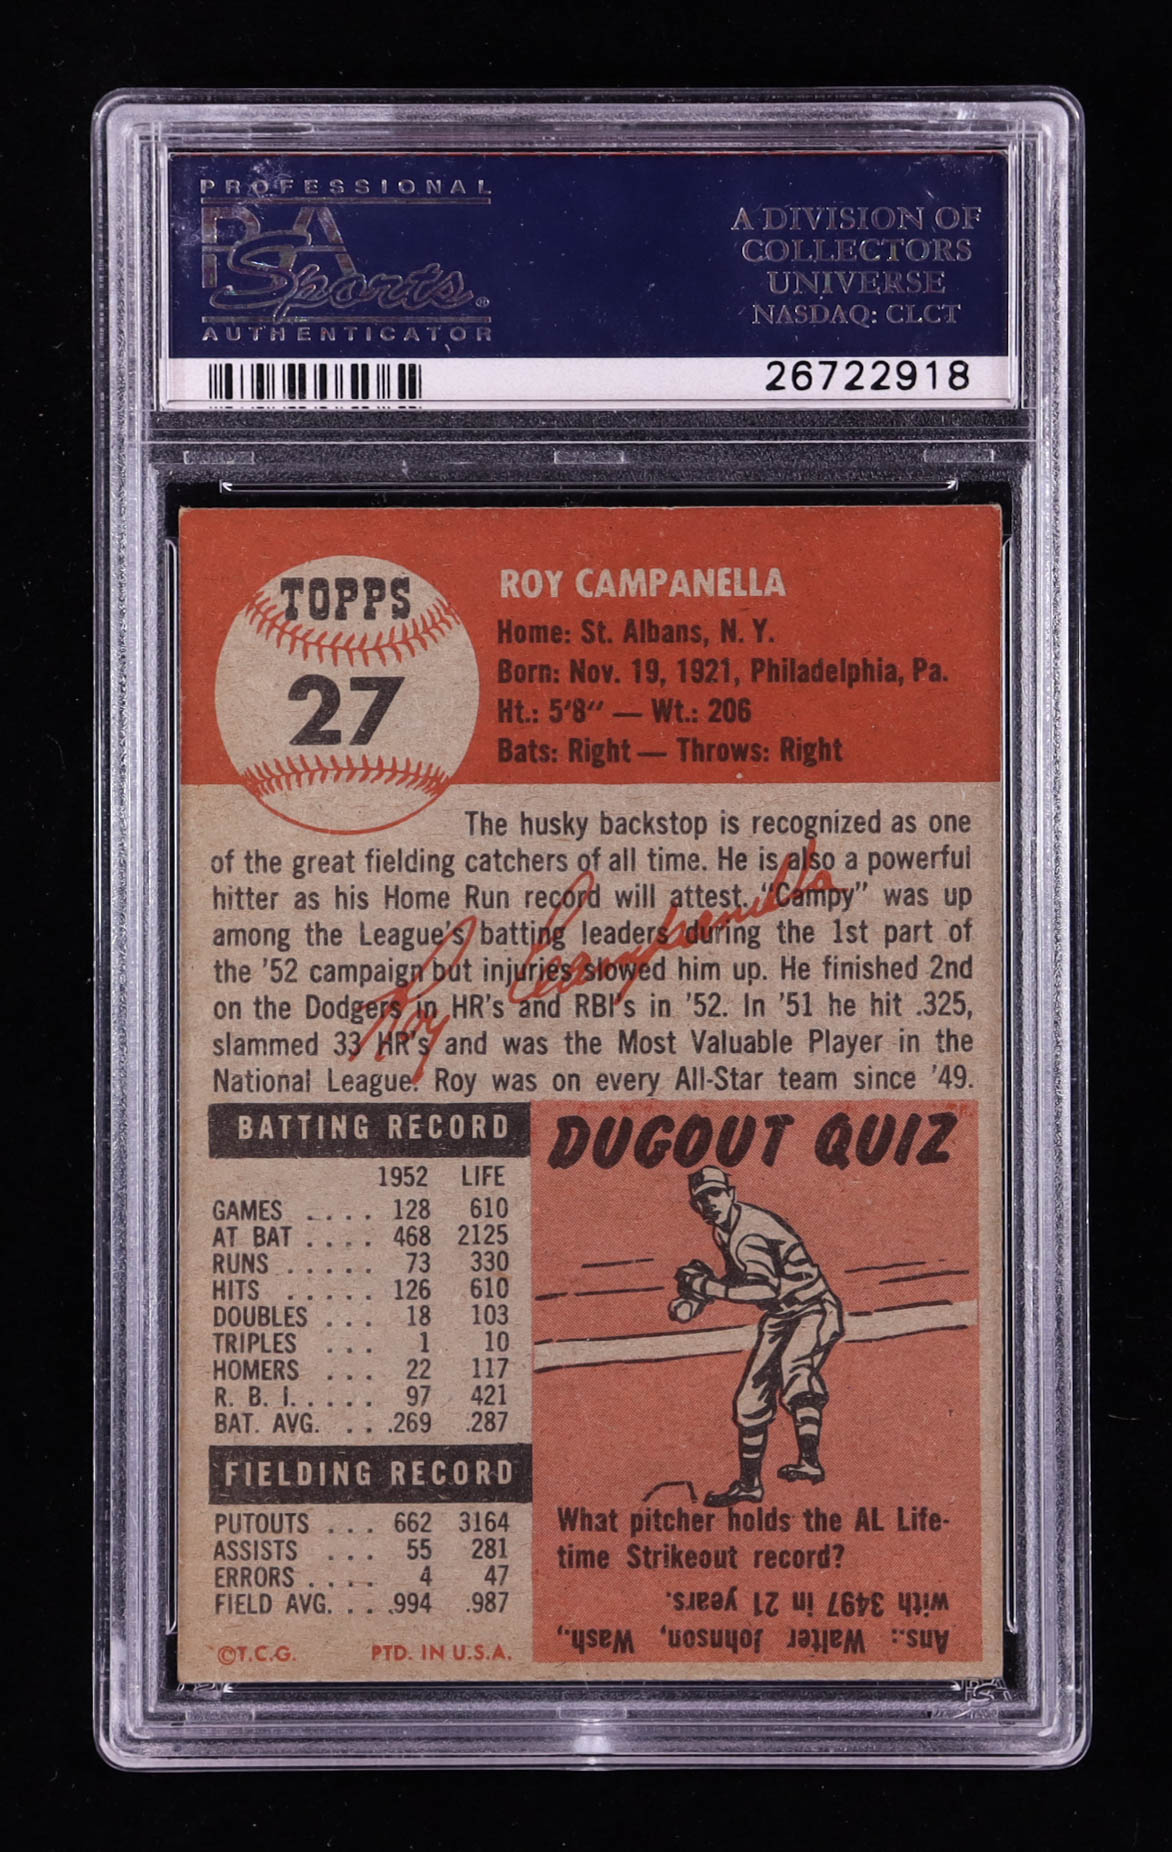 PROFESSIONAL
PSA
Sports®
AUTHENTICATOR
A DIVISION OF
COLLECTORS
UNIVERSE
NASDAQ: CLCT
26722918
TOPPS
27
ROY CAMPANELLA
Home: St. Albans, N. Y.
Born: Nov. 19, 1921, Philadelphia, Pa.
Ht.: 5'8" — Wt.: 206
Bats: Right — Throws: Right
The husky backstop is recognized as one
of the great fielding catchers of all time. He is also a powerful
hitter as his Home Run record will attest. "Campy" was up
among the League's batting leaders during the 1st part of
the '52 campaign but injuries slowed him up. He finished 2nd
on the Dodgers in HR's and RBI's in '52. In '51 he hit .325,
slammed 33 HR's and was the Most Valuable Player in the
National League. Roy was on every All-Star team since '49.
Roy Campanella
BATTING RECORD
1952 LIFE
GAMES .... 128 610
AT BAT .... 468 2125
RUNS ..... 73 330
HITS ..... 126 610
DOUBLES ... 18 103
TRIPLES ... 1 10
HOMERS ... 22 117
R. B. I. .... 97 421
BAT. AVG. ...269 .287
FIELDING RECORD
PUTOUTS ... 662 3164
ASSISTS ... 55 281
ERRORS .... 4 47
FIELD AVG. ...994 .987
©T.C.G. PTD. IN U.S.A.
DUGOUT QUIZ
What pitcher holds the AL Life-
time Strikeout record?
Ans.: Walter Johnson, Wash.,
with 3497 in 21 years.